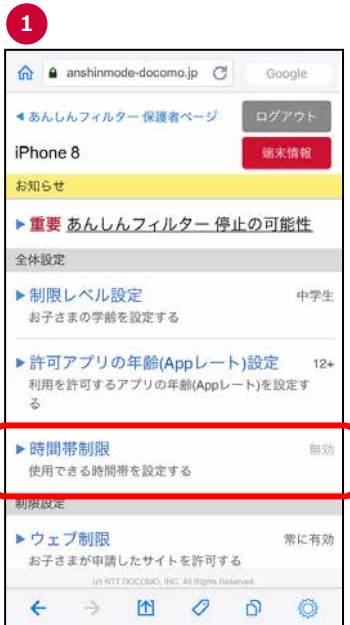 1
anshinmode-docomo.jp
Google
あんしんフィルター 保護者ページ
ログアウト
iPhone 8
端末情報
お知らせ
重要 あんしんフィルター 停止の可能性
全体設定
制限レベル設定
中学生
お子さまの学齢を設定する
許可アプリの年齢(Appレート)設定
12+
利用を許可するアプリの年齢(Appレート)を設定す
る
時間帯制限
無効
使用できる時間帯を設定する
制限設定
ウェブ制限
常に有効
お子さまが申請したサイトを許可する
(c) NTT DOCOMO, INC. All Rights Reserved.